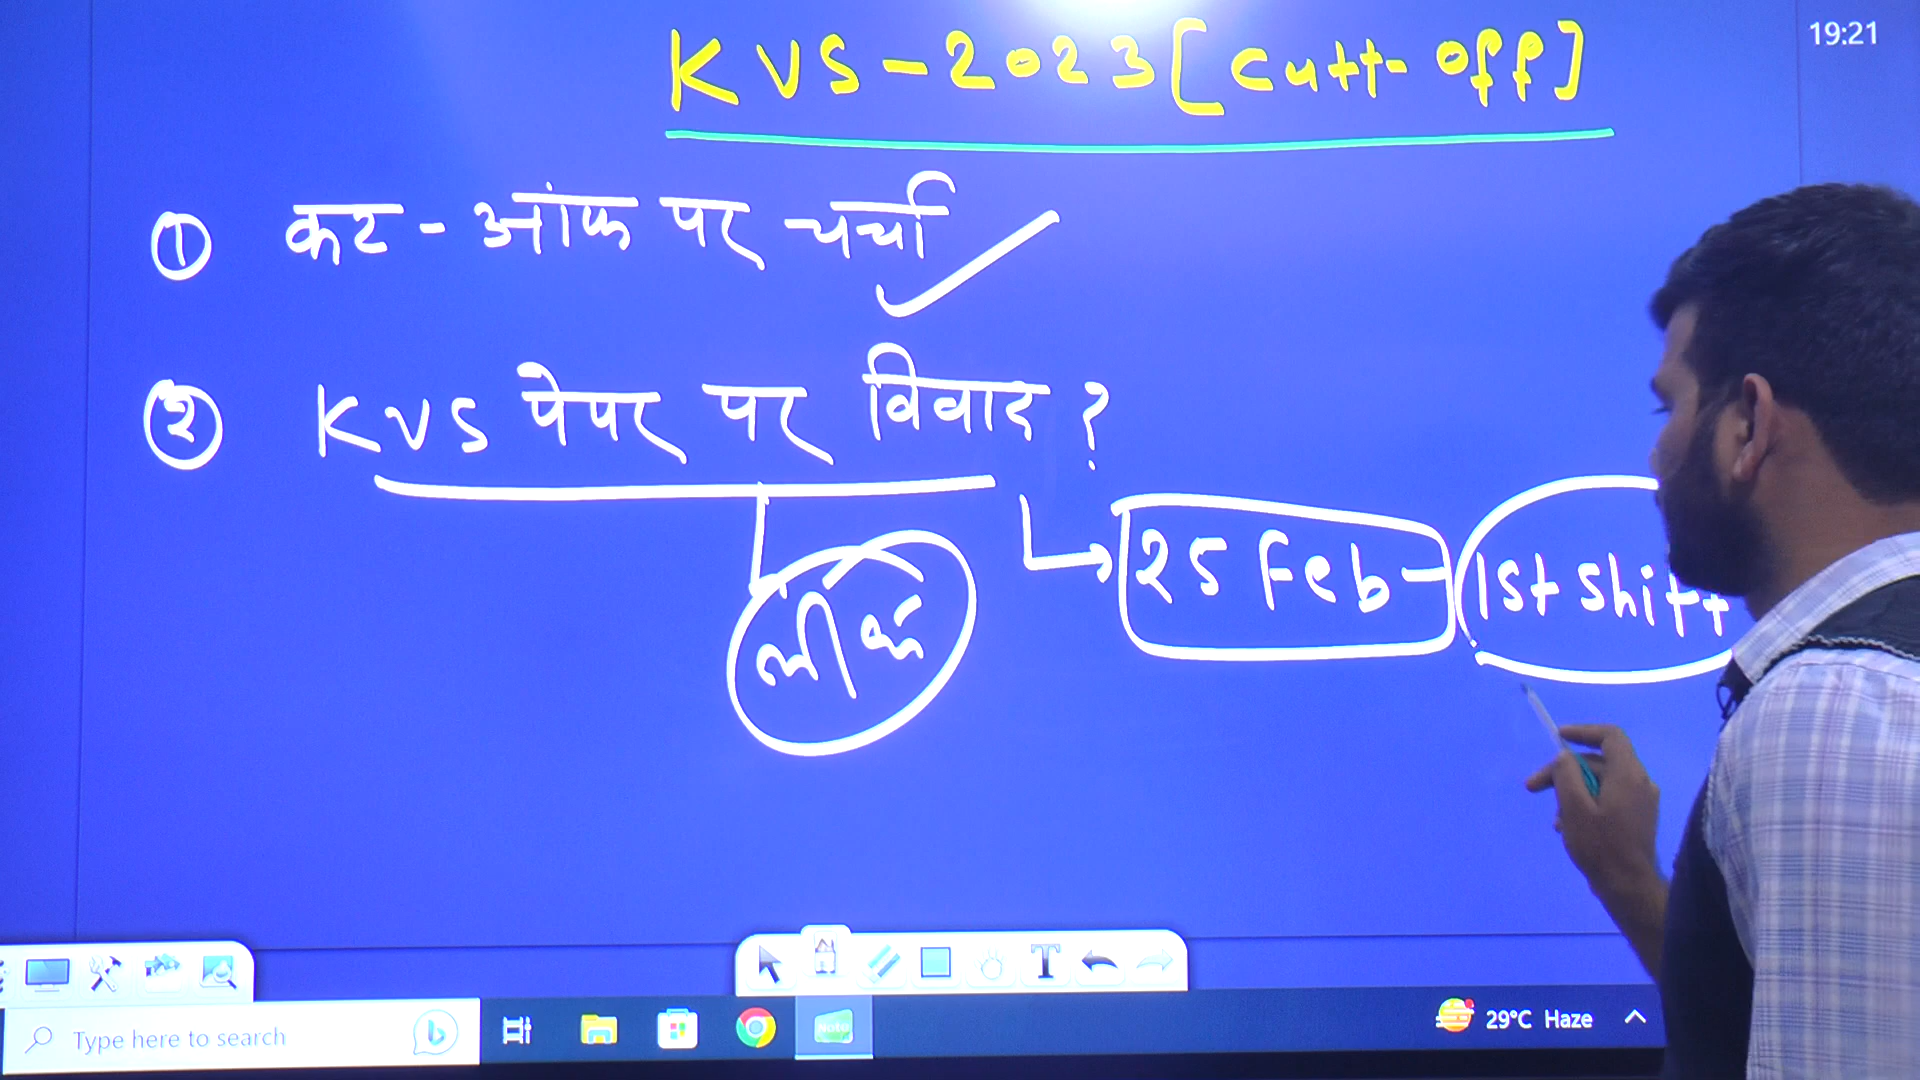 19:21
KVS-2023[Cutt-off]
① कट-ऑफ पर चर्चा
② KVS पेपर पर विवाद?
लीक
25 Feb - 1st Shift
T
Type here to search
Note
29°C Haze